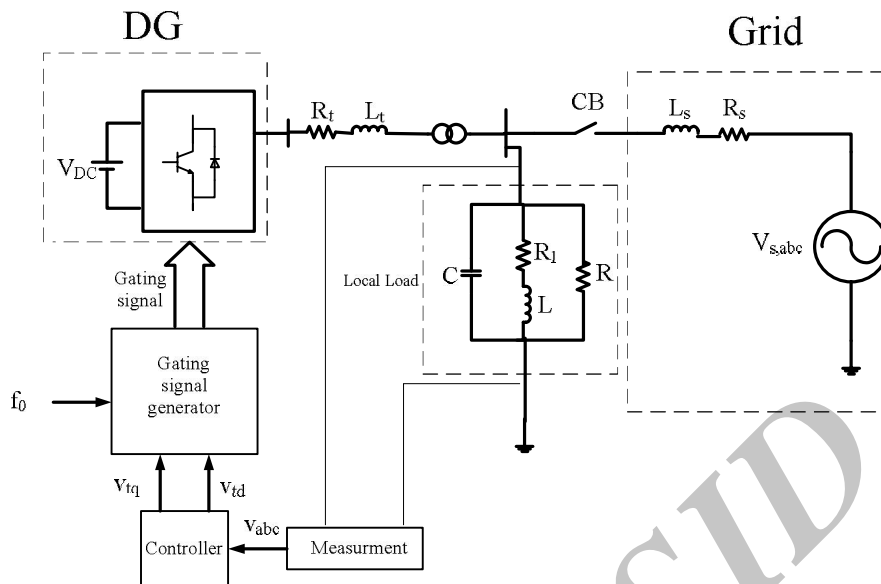 DG
Grid
V_DC
R_t
L_t
CB
L_s
R_s
V_s,abc
Local Load
C
R_l
L
R
Gating
signal
Gating
signal
generator
f_0
v_tq
v_td
v_abc
Controller
Measurment
SID